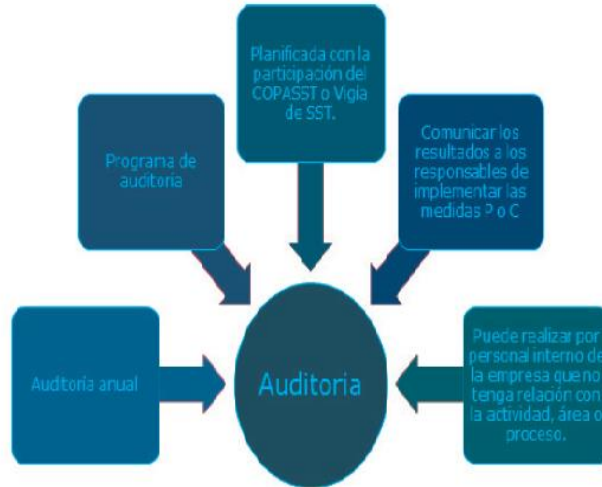 Planificada con la
participación del
COPASST o Vigía
de SST.
Programa de
auditoria
Comunicar los
resultados a los
responsables de
implementar las
medidas P o C
Auditoria anual
Auditoria
Puede realizar por
personal interno de
la empresa que no
tenga relación con
la actividad, área o
proceso.